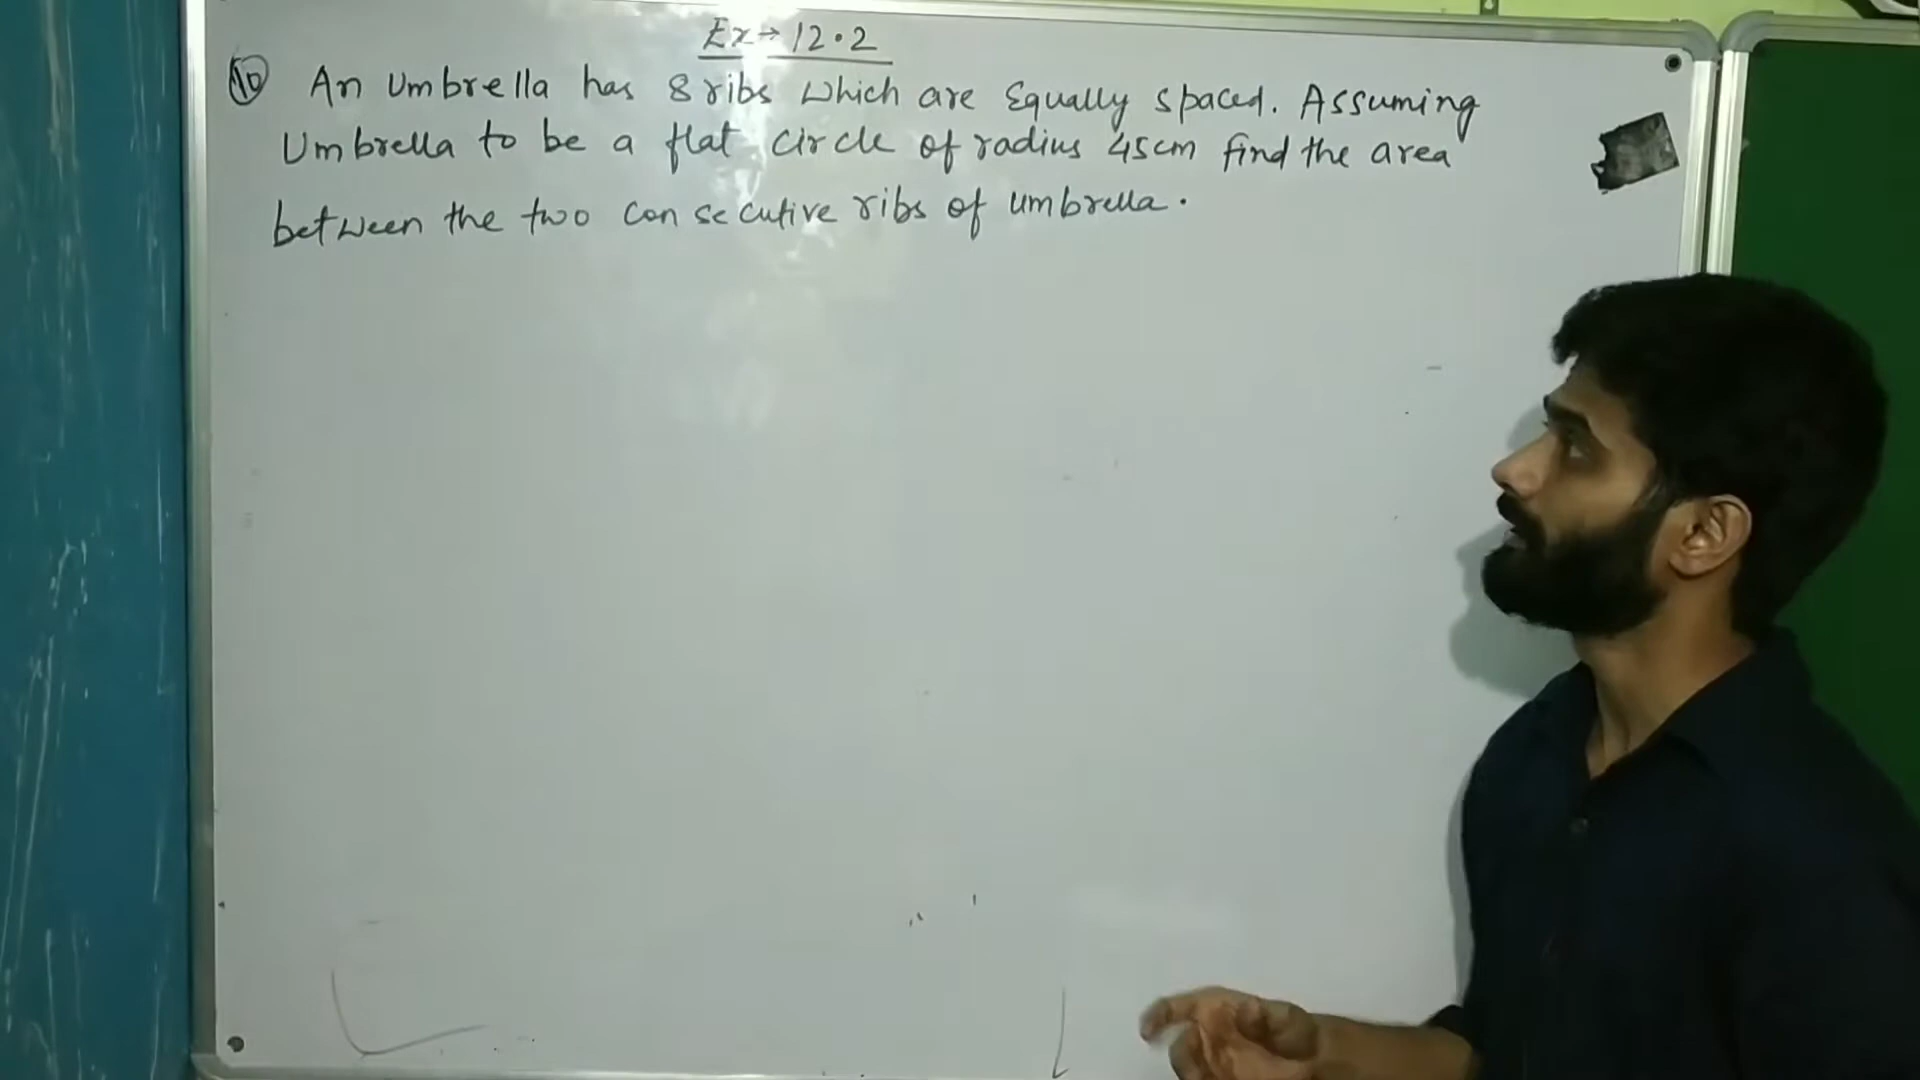 Ex→ 12.2
10 An Umbrella has 8 ribs which are Equally spaced. Assuming
Umbrella to be a flat circle of radius 45cm find the area
between the two consecutive ribs of umbrella.